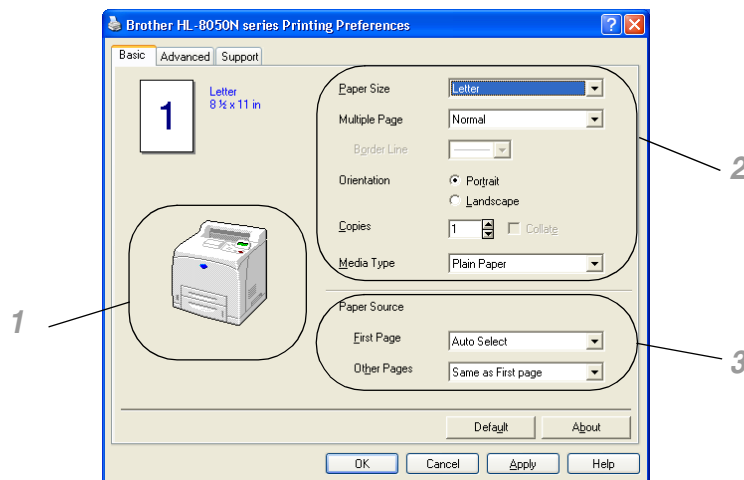 Brother HL-8050N series Printing Preferences
Basic Advanced Support
1
Letter
8 ½ x 11 in
Paper Size Letter
Multiple Page Normal
Border Line
Orientation Portrait
Landscape
Copies 1 Collate
Media Type Plain Paper
2
1
Paper Source
First Page Auto Select
Other Pages Same as First page
3
Default About
OK Cancel Apply Help